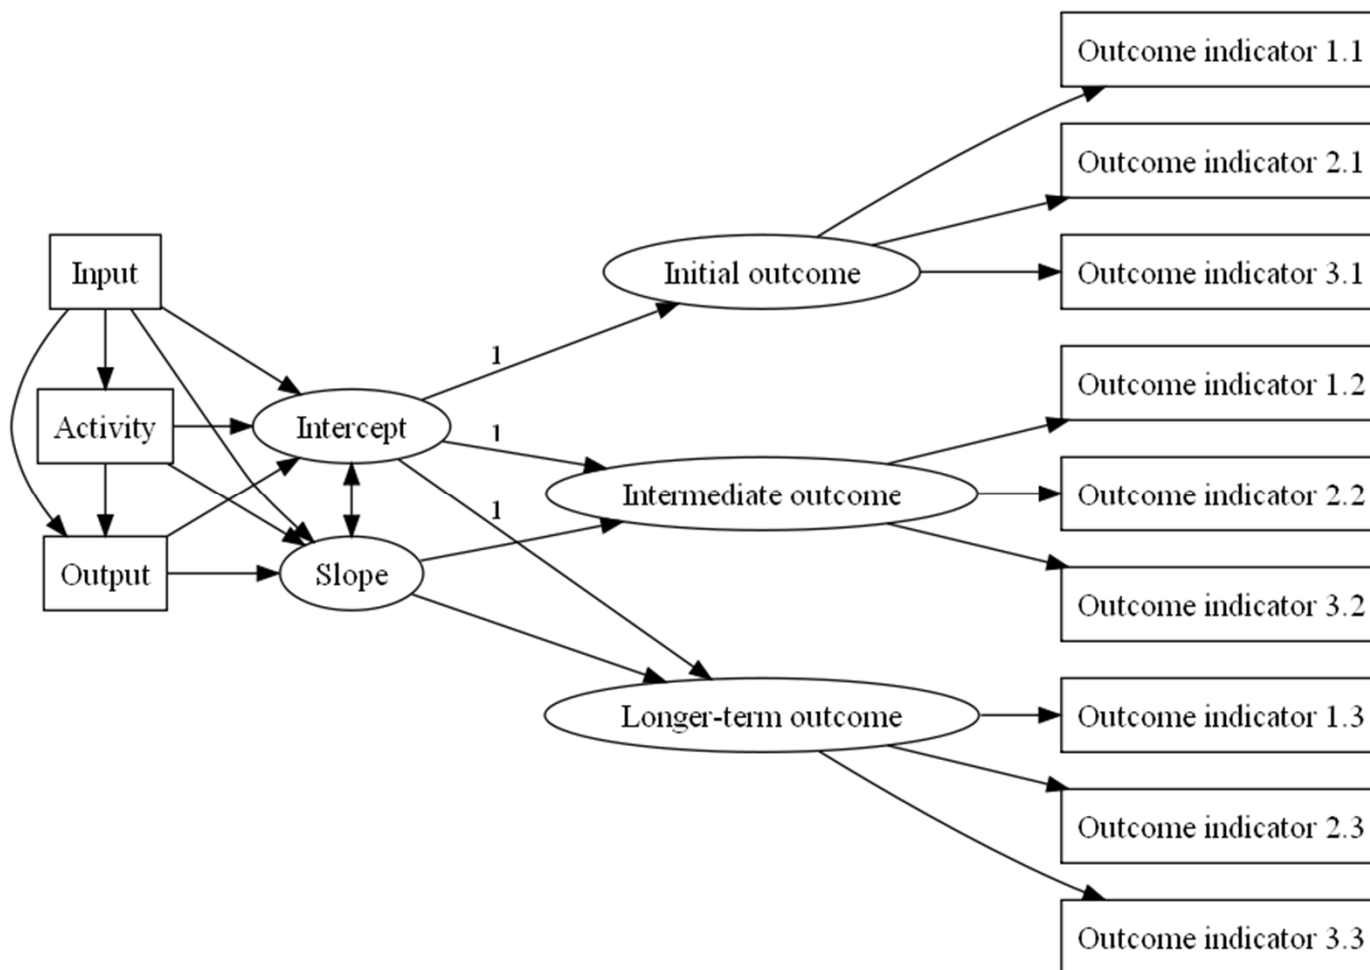 Outcome indicator 1.1
Outcome indicator 2.1
Input
Initial outcome
Outcome indicator 3.1
1
Outcome indicator 1.2
Activity
Intercept
1
Intermediate outcome
Outcome indicator 2.2
1
Output
Slope
Outcome indicator 3.2
Longer-term outcome
Outcome indicator 1.3
Outcome indicator 2.3
Outcome indicator 3.3